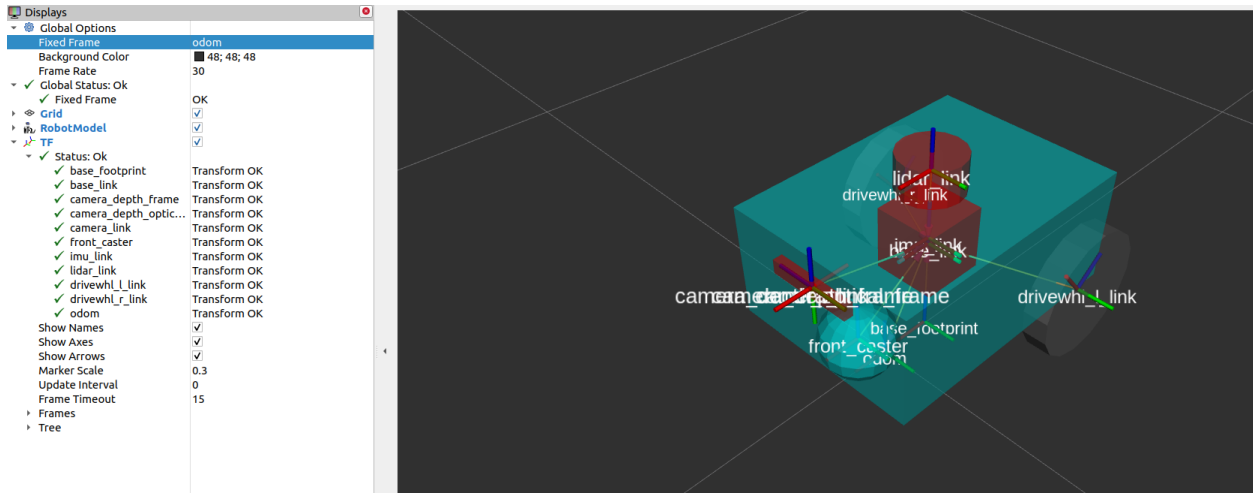 Displays
Global Options
Fixed Frame odom
Background Color 48; 48; 48
Frame Rate 30
Global Status: Ok
Fixed Frame OK
Grid
RobotModel
TF
Status: Ok
base_footprint Transform OK
base_link Transform OK
camera_depth_frame Transform OK
camera_depth_optic... Transform OK
camera_link Transform OK
front_caster Transform OK
imu_link Transform OK
lidar_link Transform OK
drivewhl_l_link Transform OK
drivewhl_r_link Transform OK
odom Transform OK
Show Names
Show Axes
Show Arrows
Marker Scale 0.3
Update Interval 0
Frame Timeout 15
Frames
Tree
lidar_link
drivewhl_r_link
imu_link
drivewhl_l_link
base_footprint
front_caster
odom